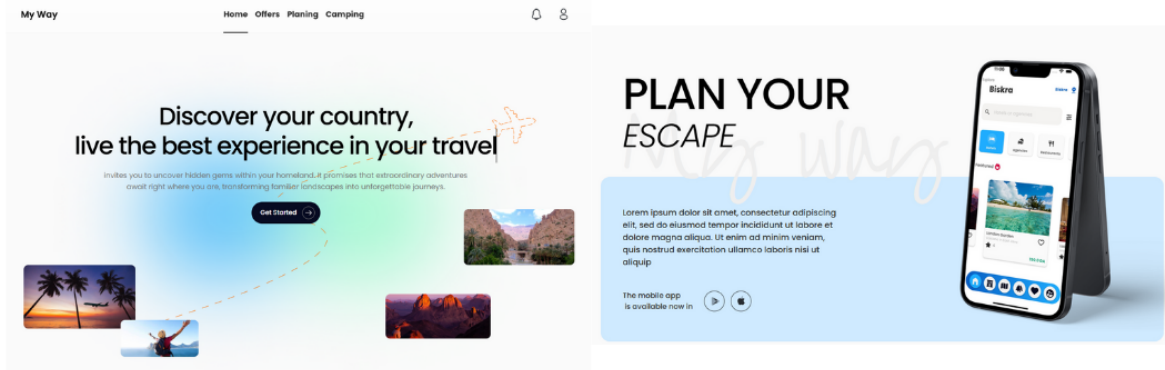 My Way
Home Offers Planing Camping
Discover your country,
live the best experience in your travel
invites you to uncover hidden gems within your homeland. It promises that extraordinary adventures
await right where you are, transforming familiar landscapes into unforgettable journeys.
Get Started
PLAN YOUR
ESCAPE
My way
Lorem ipsum dolor sit amet, consectetur adipiscing
elit, sed do eiusmod tempor incididunt ut labore et
dolore magna aliqua. Ut enim ad minim veniam,
quis nostrud exercitation ullamco laboris nisi ut
aliquip
The mobile app
is available now in
Biskra
Biskra